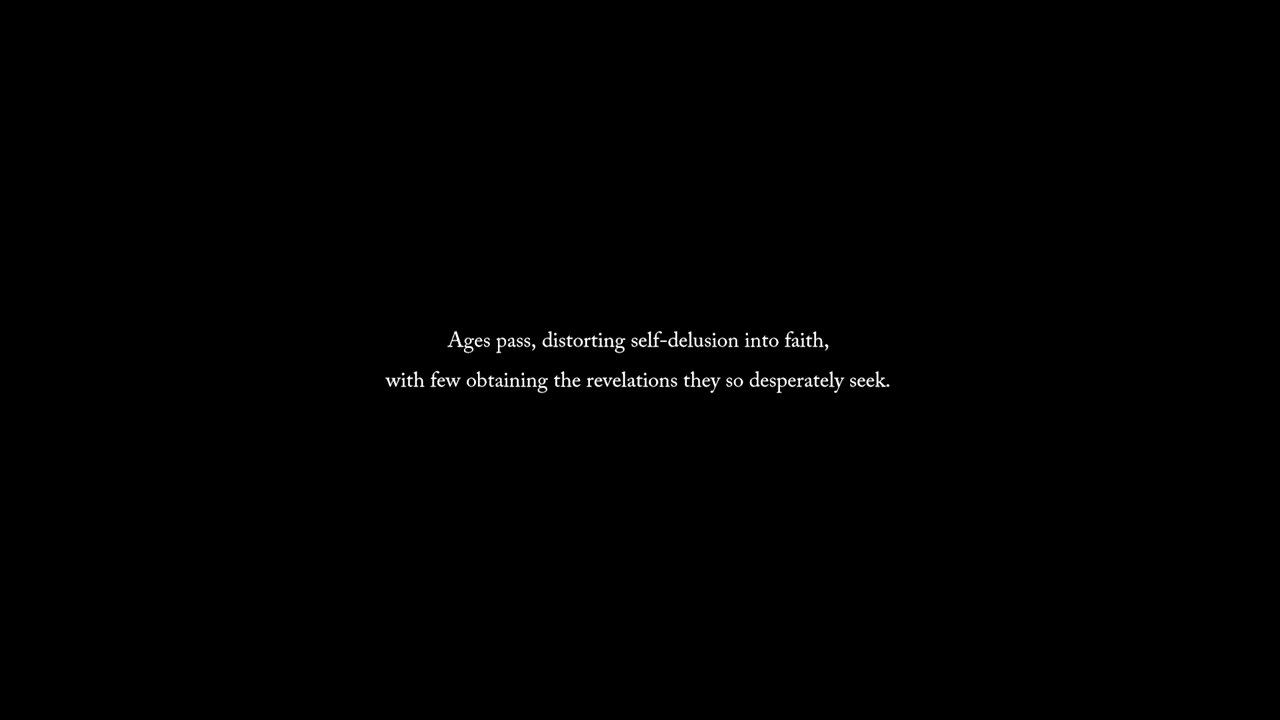 Ages pass, distorting self-delusion into faith,
with few obtaining the revelations they so desperately seek.